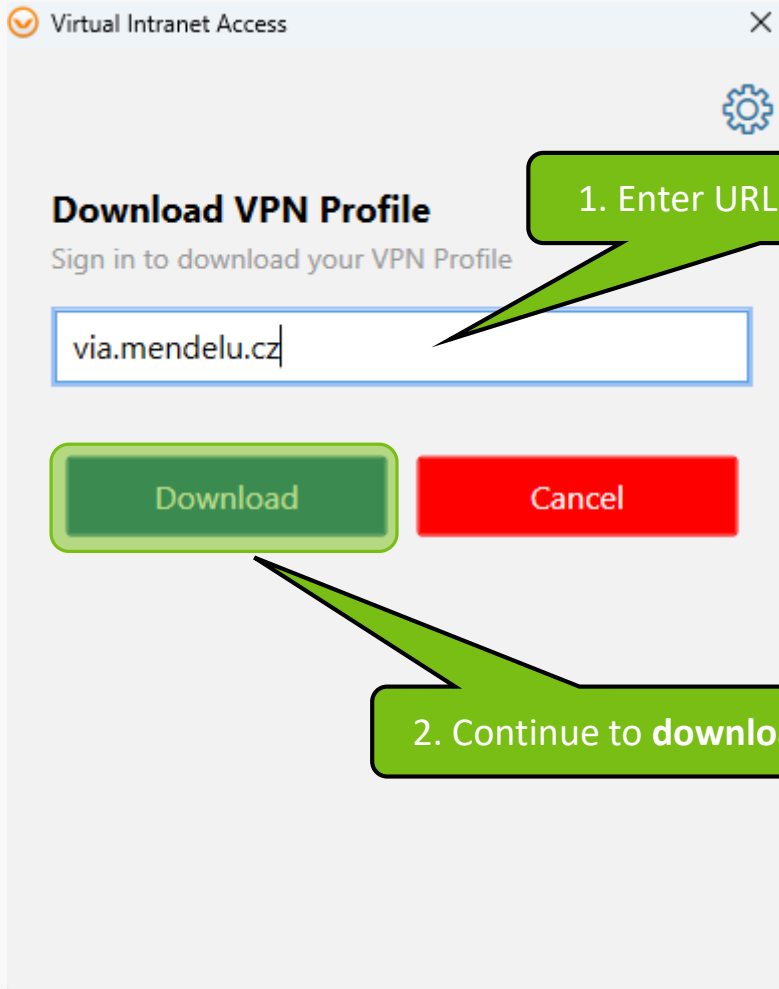 Virtual Intranet Access
1. Enter URL
Download VPN Profile
Sign in to download your VPN Profile
via.mendelu.cz
Download
Cancel
2. Continue to